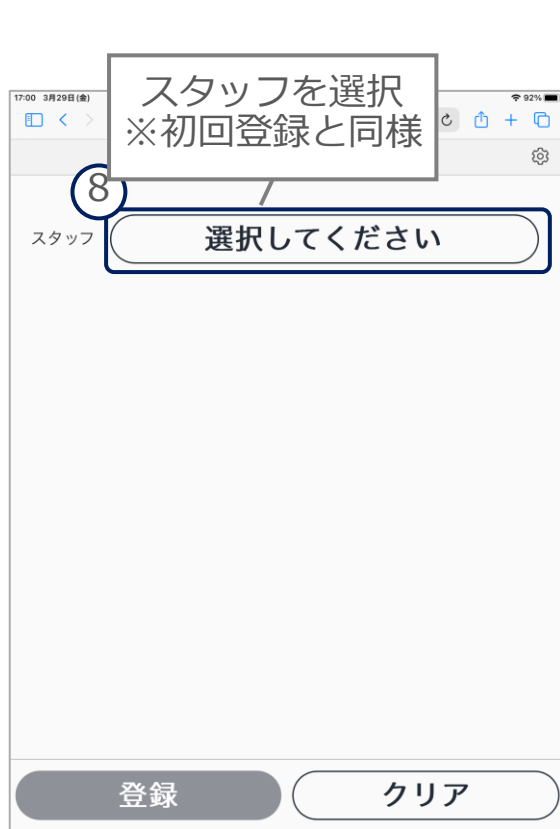 スタッフを選択
※初回登録と同様
17:00 3月29日(金)
92%
8
スタッフ
選択してください
登録
クリア